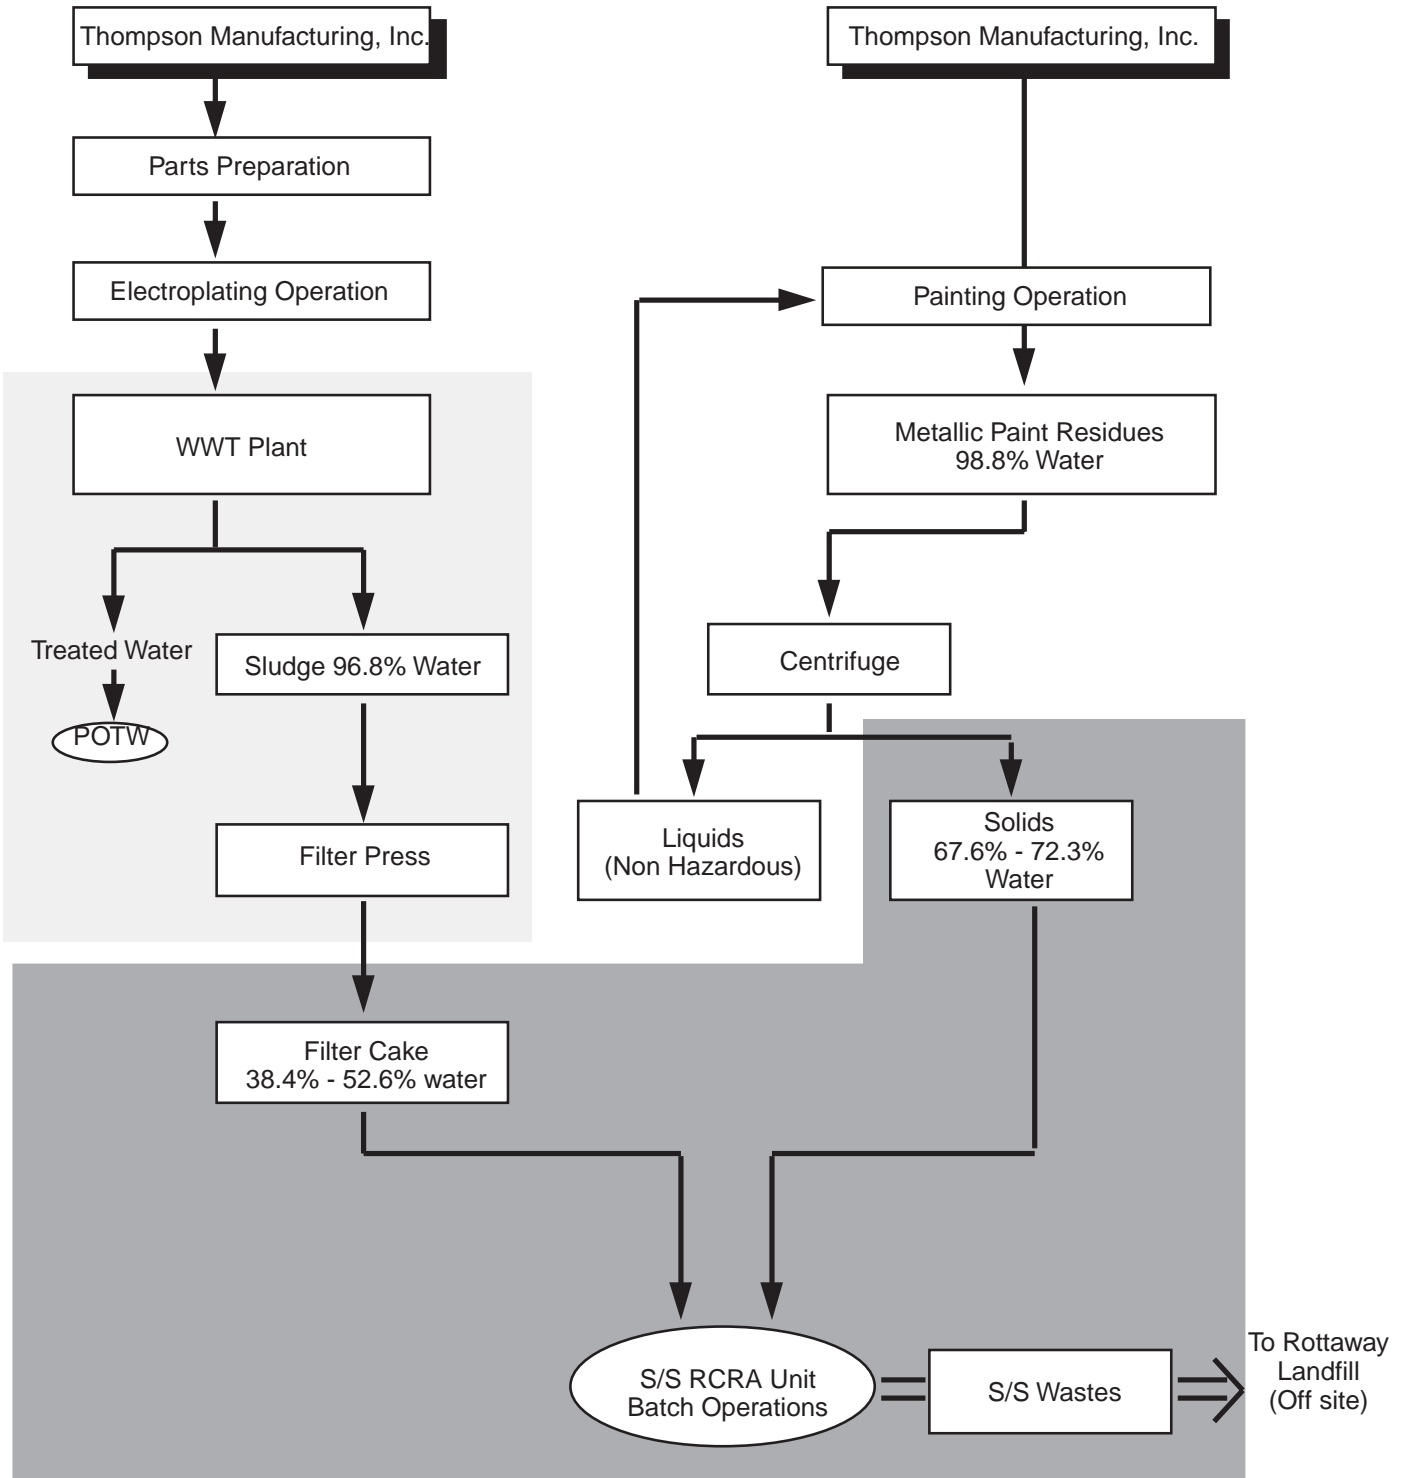 Thompson Manufacturing, Inc.
Thompson Manufacturing, Inc.
Parts Preparation
Electroplating Operation
Painting Operation
WWT Plant
Metallic Paint Residues
98.8% Water
Treated Water
Sludge 96.8% Water
Centrifuge
POTW
Filter Press
Liquids
(Non Hazardous)
Solids
67.6% - 72.3%
Water
Filter Cake
38.4% - 52.6% water
S/S RCRA Unit
Batch Operations
S/S Wastes
To Rottaway
Landfill
(Off site)